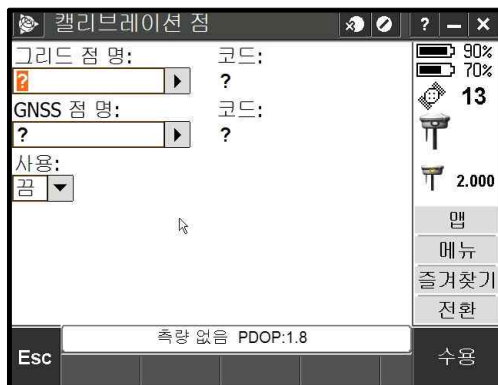 캘리브레이션 점
? — ×
그리드 점 명:
코드:
?
?
GNSS 점 명:
코드:
?
?
사용:
끔
90%
70%
13
2.000
맵
메뉴
즐겨찾기
전환
측량 없음 PDOP:1.8
Esc
수용